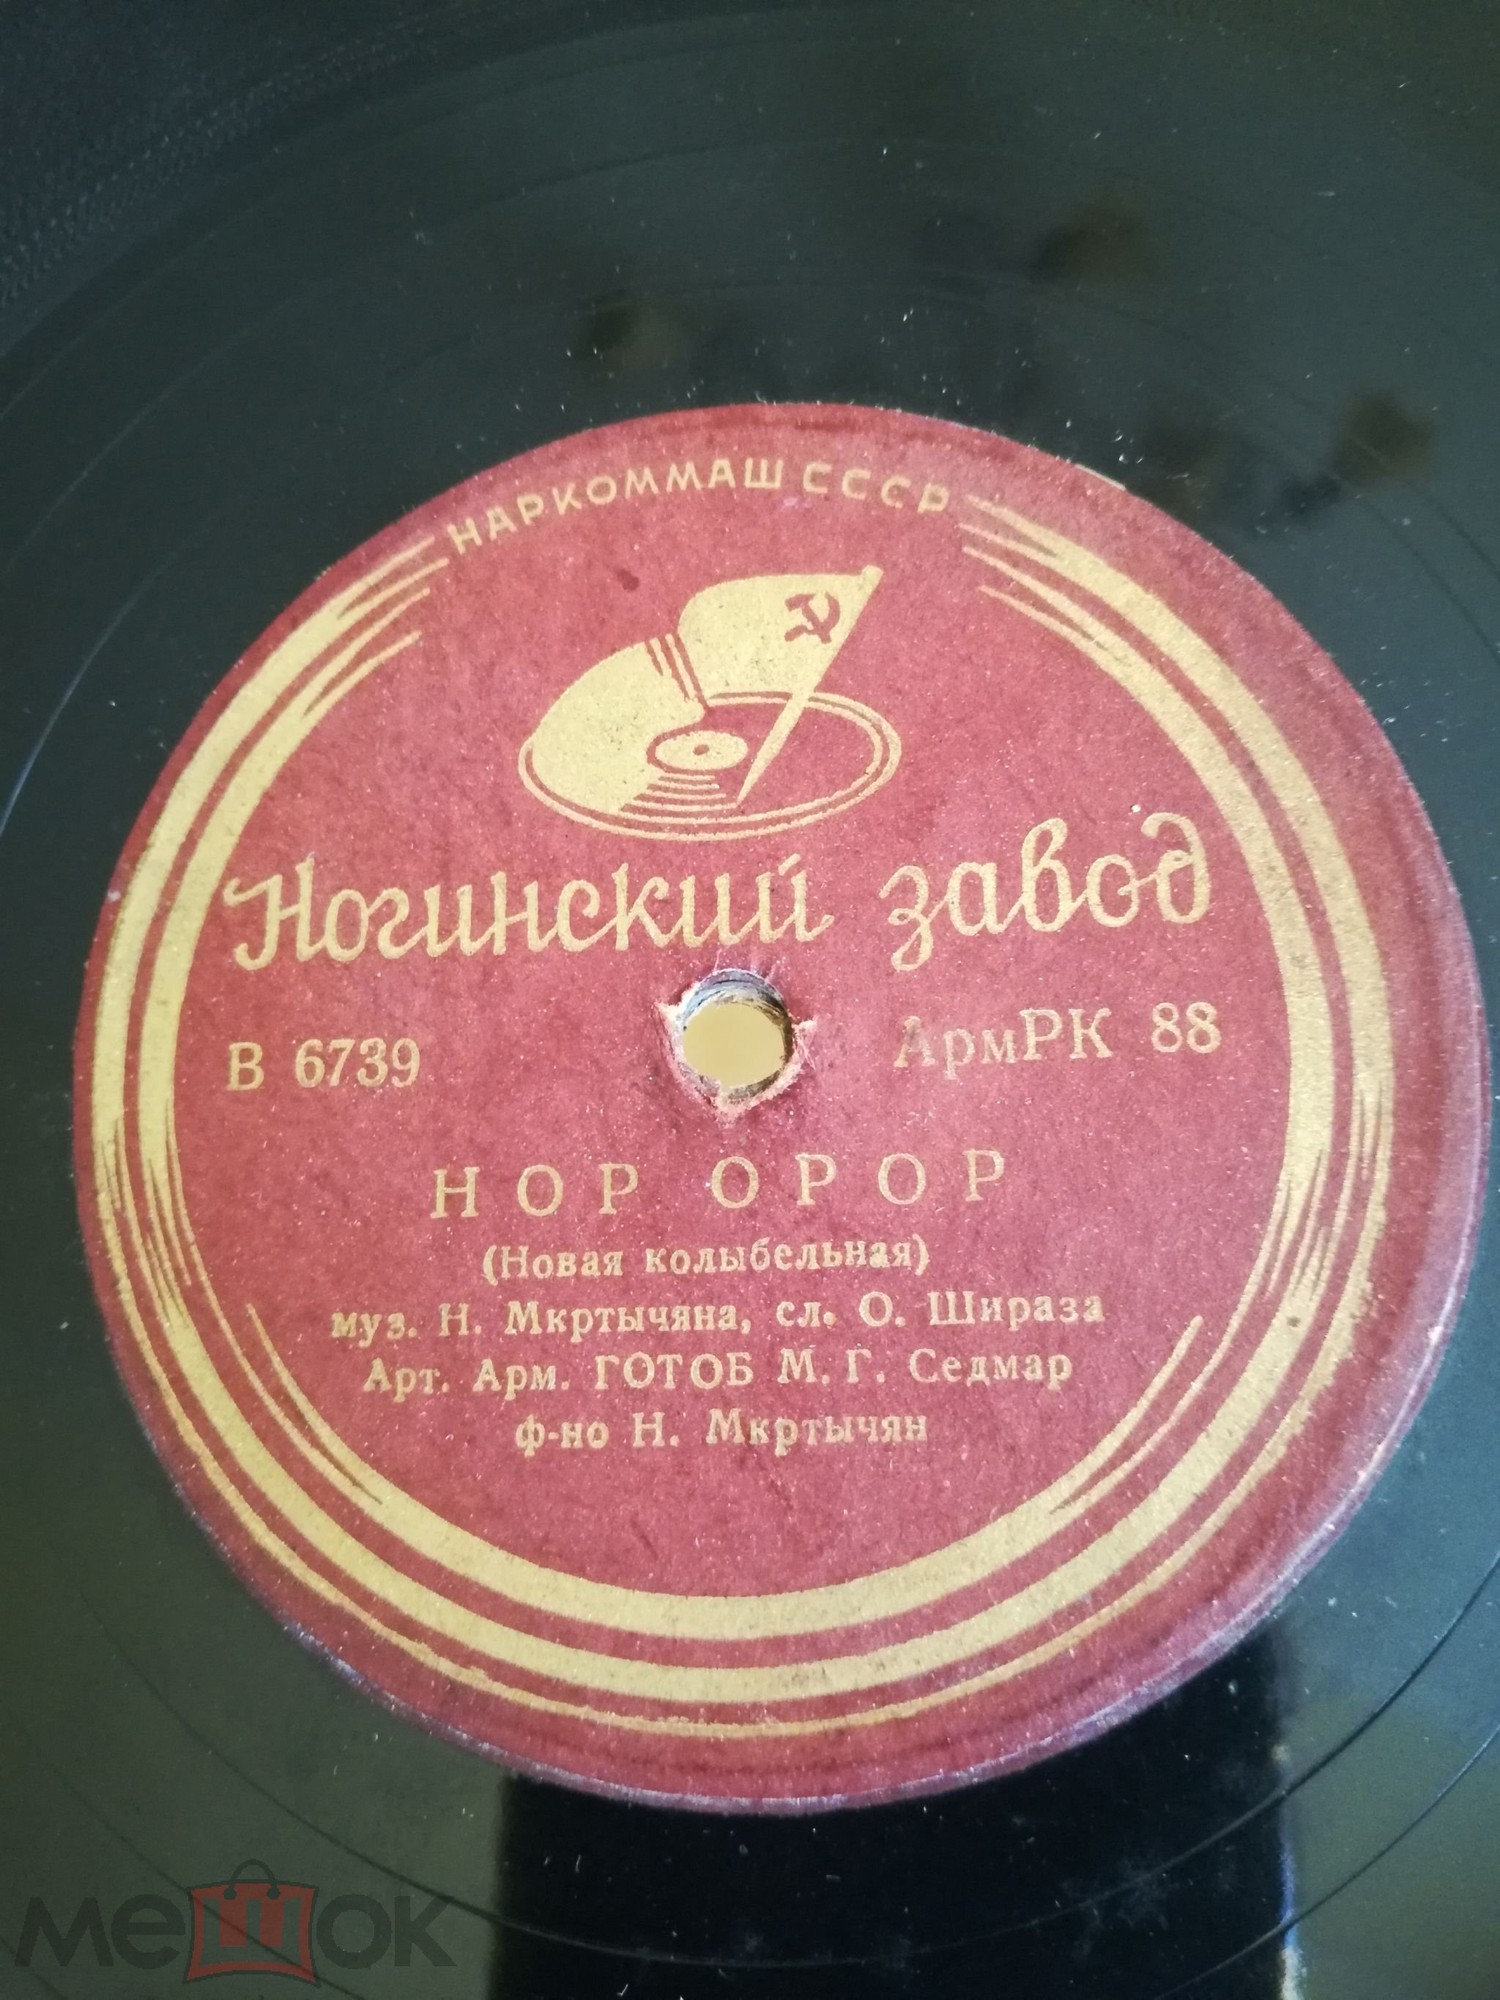 НАРКОММАШ СССР
Ногинский завод
В 6739 АрмРК 88
НОР ОРОР
(Новая колыбельная)
муз. Н. Мкртычяна, сл. О. Шираза
Арт. Арм. ГОТОБ М. Г. Седмар
ф-но Н. Мкртычян
мешок